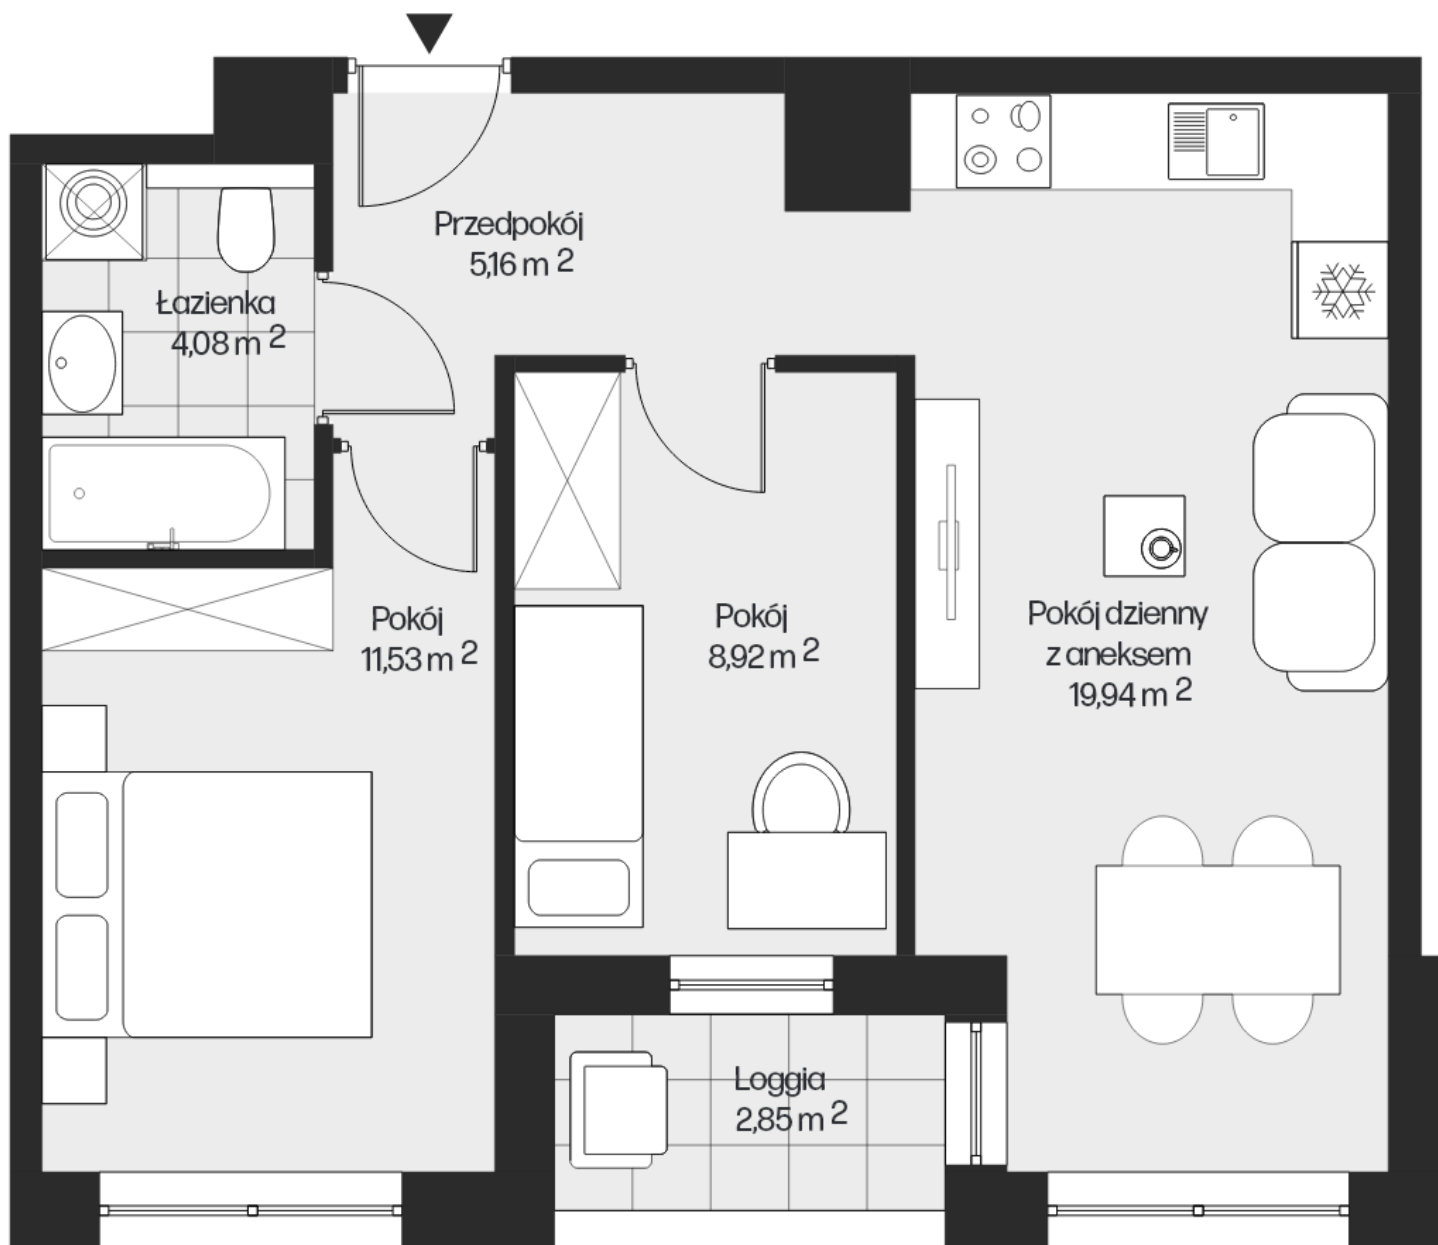 Przedpokój
5,16 m 2
Łazienka
4,08 m 2
Pokój
11,53 m 2
Pokój
8,92 m 2
Pokój dzienny
z aneksem
19,94 m 2
Loggia
2,85 m 2